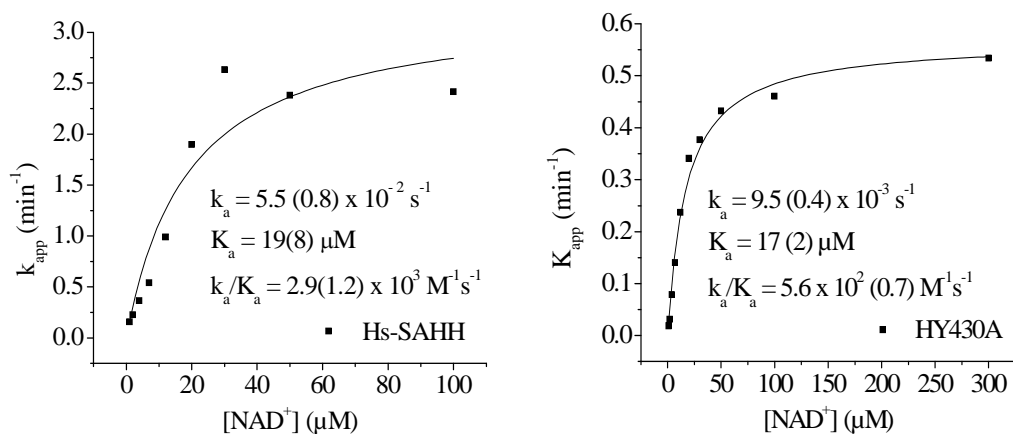 3.0
2.5
2.0
1.5
1.0
0.5
0.0
k_app (min⁻¹)
k_a = 5.5 (0.8) x 10⁻² s⁻¹
K_a = 19(8) μM
k_a/K_a = 2.9(1.2) x 10³ M⁻¹s⁻¹
Hs-SAHH
0 20 40 60 80 100
[NAD⁺] (μM)
0.6
0.5
0.4
0.3
0.2
0.1
0.0
K_app (min⁻¹)
k_a = 9.5 (0.4) x 10⁻³ s⁻¹
K_a = 17 (2) μM
k_a/K_a = 5.6 x 10² (0.7) M⁻¹s⁻¹
HY430A
0 50 100 150 200 250 300
[NAD⁺] (μM)